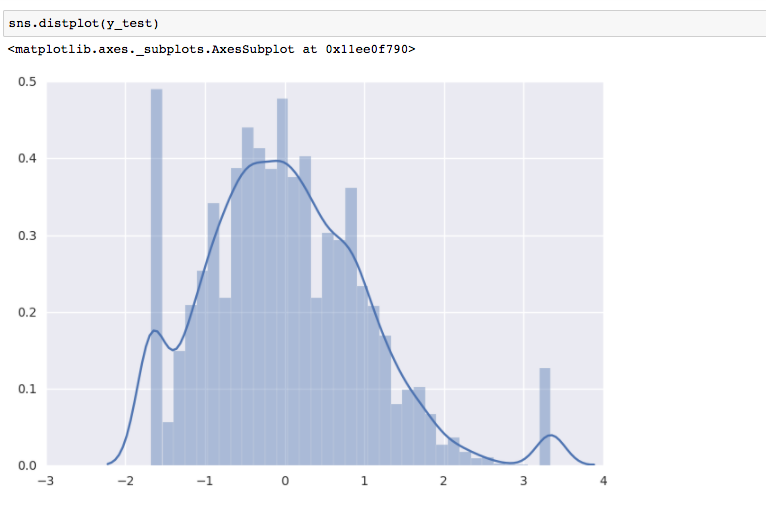 sns.distplot(y_test)
<matplotlib.axes._subplots.AxesSubplot at 0x11ee0f790>
0.5
0.4
0.3
0.2
0.1
0.0
−3 −2 −1 0 1 2 3 4